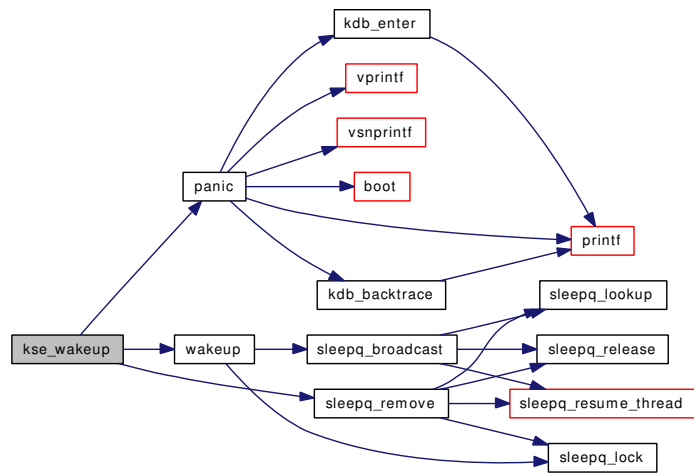 kdb_enter
vprintf
vsnprintf
panic
boot
printf
kdb_backtrace
sleepq_lookup
kse_wakeup
wakeup
sleepq_broadcast
sleepq_release
sleepq_remove
sleepq_resume_thread
sleepq_lock